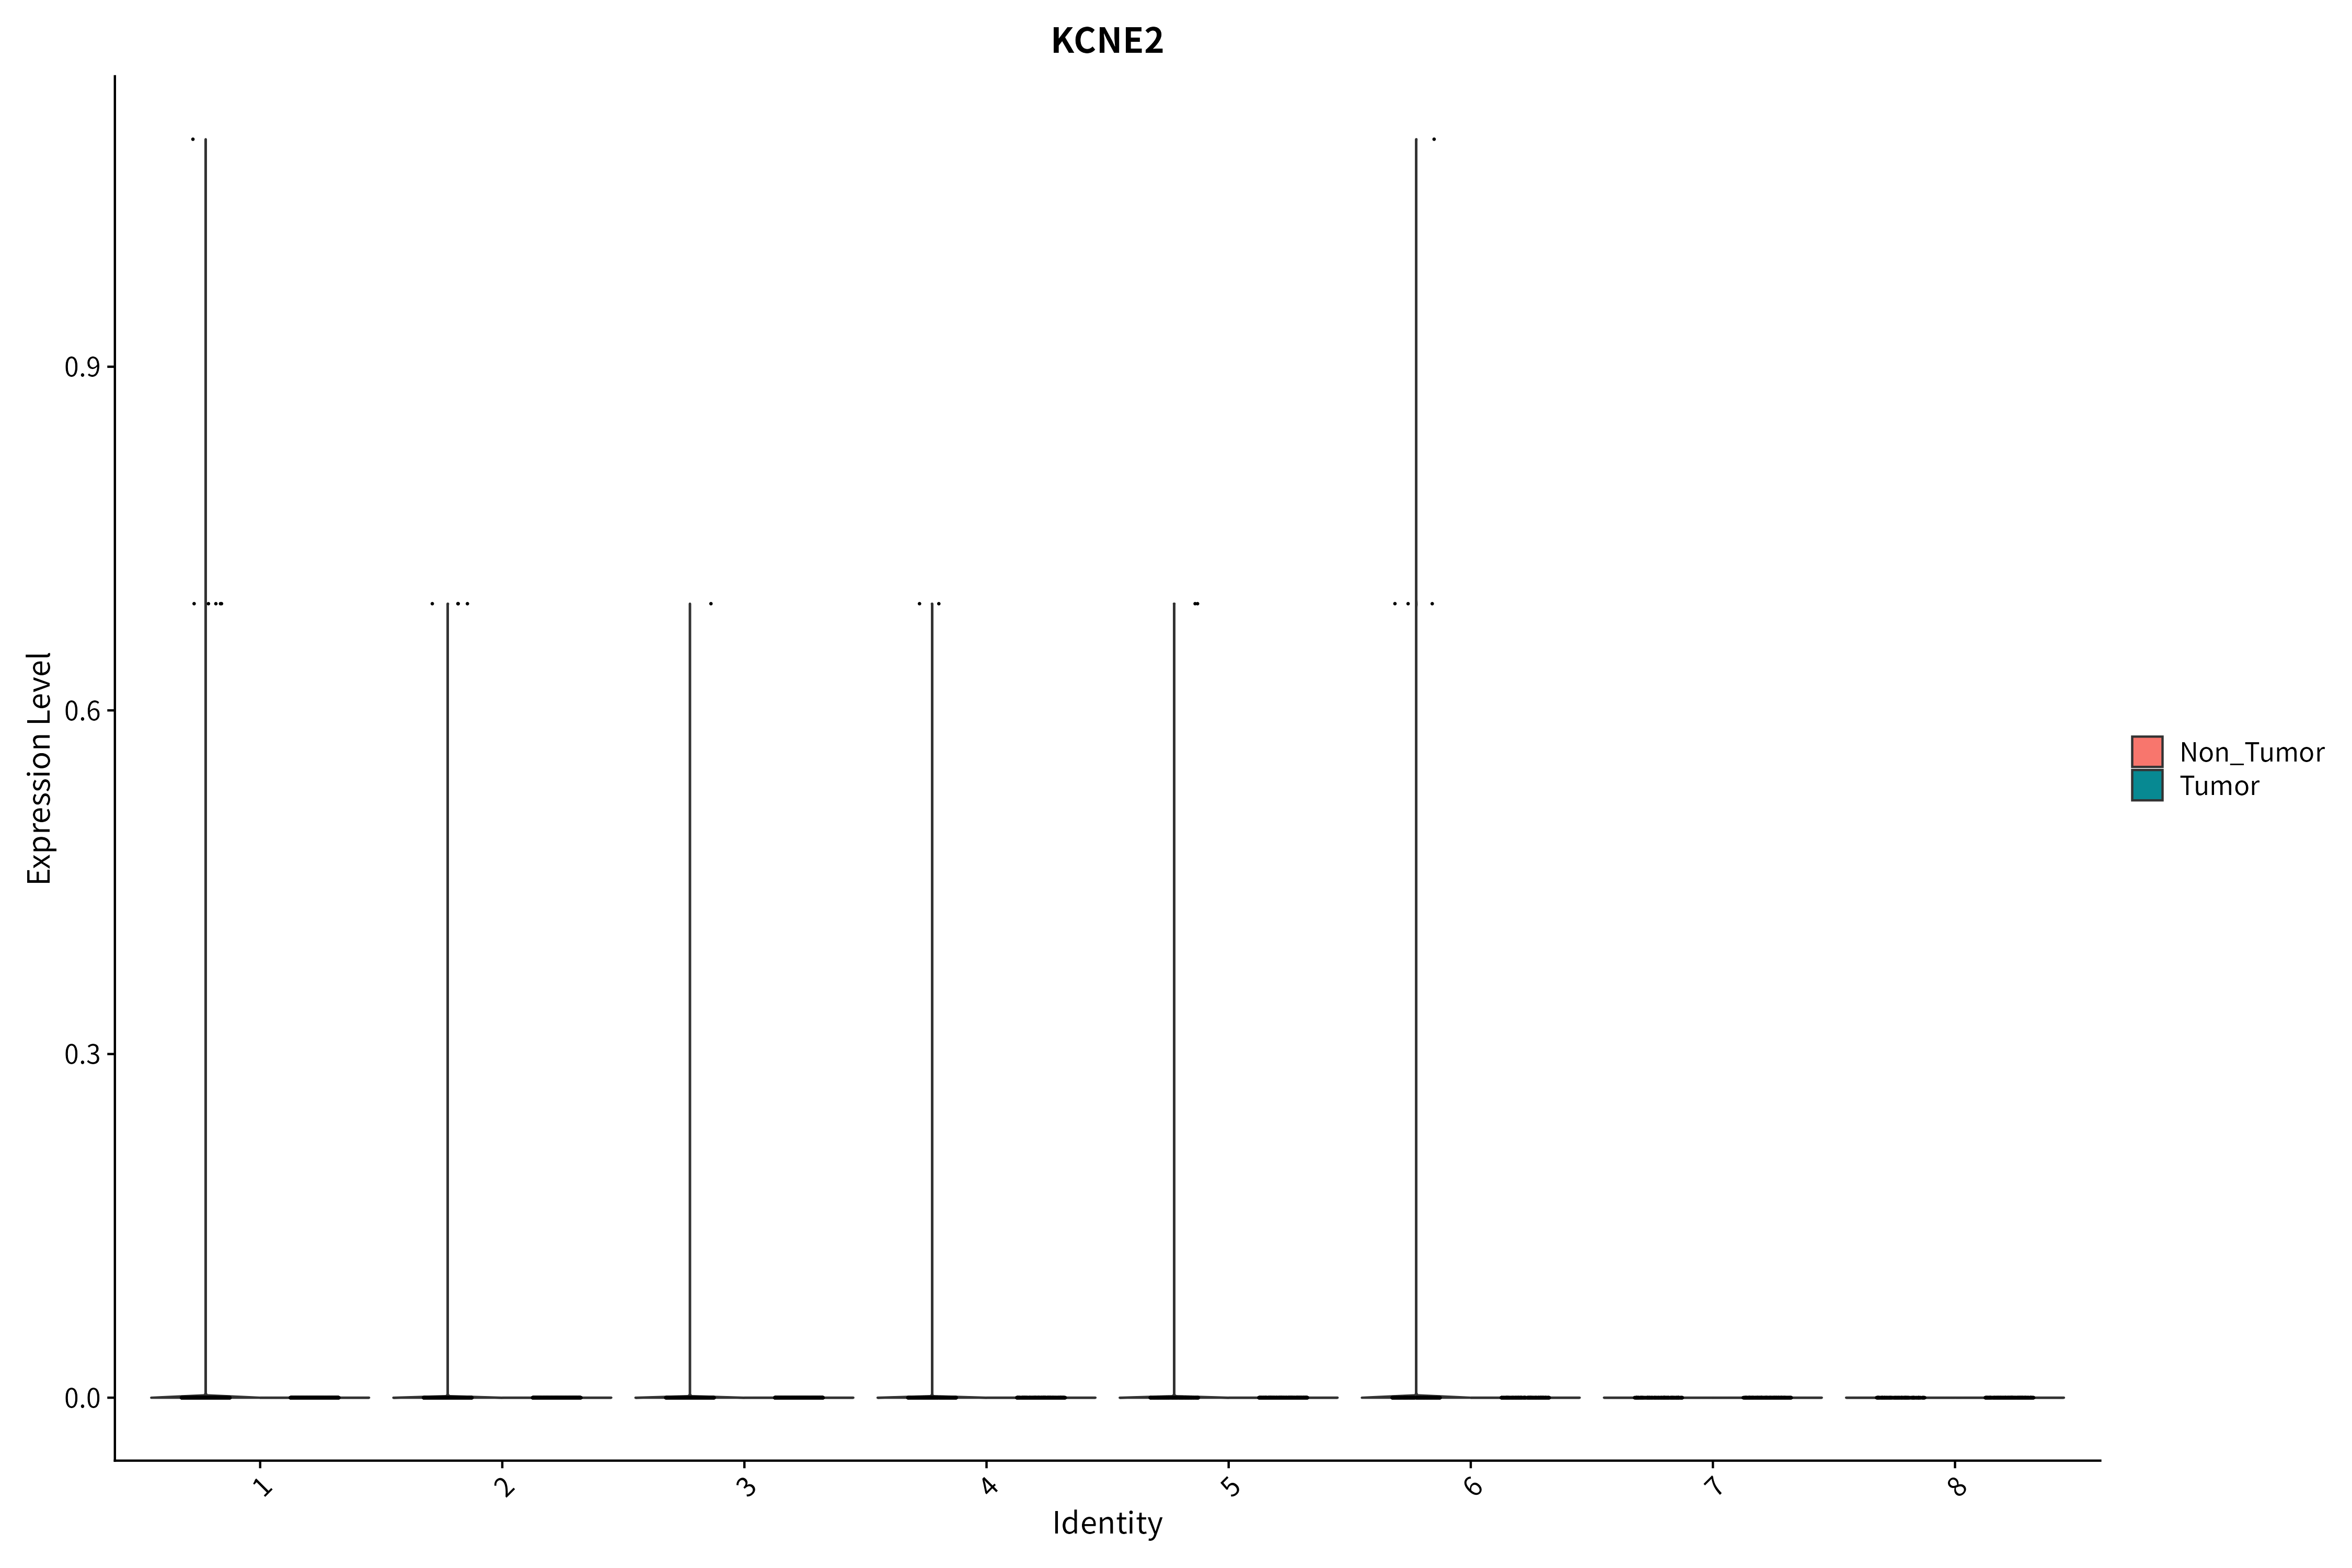 KCNE2
Expression Level
0.9
0.6
0.3
0.0
1 2 3 4 5 6 7 8
Identity
Non_Tumor
Tumor